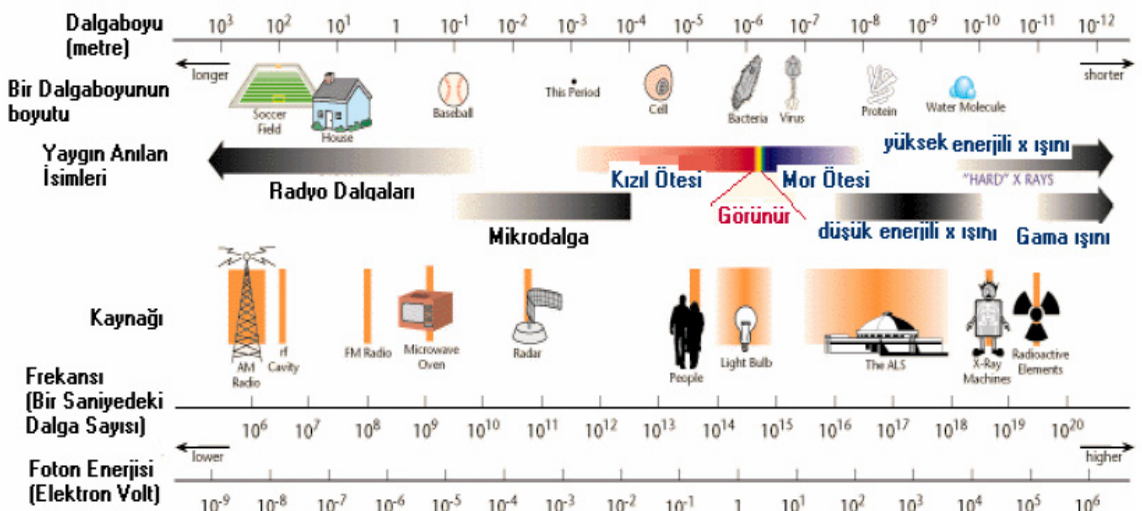 Dalgaboyu
(metre)
10³ 10² 10¹ 1 10⁻¹ 10⁻² 10⁻³ 10⁻⁴ 10⁻⁵ 10⁻⁶ 10⁻⁷ 10⁻⁸ 10⁻⁹ 10⁻¹⁰ 10⁻¹¹ 10⁻¹²
longer
shorter
Bir Dalgaboyunun
boyutu
Soccer
Field
House
Baseball
This Period
Cell
Bacteria
Virus
Protein
Water Molecule
Yaygın Anılan
İsimleri
Radyo Dalgaları
Mikrodalga
Kızıl Ötesi
Görünür
Mor Ötesi
yüksek enerjili x ışını
"HARD" X RAYS
düşük enerjili x ışını
Gama ışını
Kaynağı
AM
Radio
rf
Cavity
FM Radio
Microwave
Oven
Radar
People
Light Bulb
The ALS
X-Ray
Machines
Radioactive
Elements
Frekansı
(Bir Saniyedeki
Dalga Sayısı)
10⁶ 10⁷ 10⁸ 10⁹ 10¹⁰ 10¹¹ 10¹² 10¹³ 10¹⁴ 10¹⁵ 10¹⁶ 10¹⁷ 10¹⁸ 10¹⁹ 10²⁰
lower
higher
Foton Enerjisi
(Elektron Volt)
10⁻⁹ 10⁻⁸ 10⁻⁷ 10⁻⁶ 10⁻⁵ 10⁻⁴ 10⁻³ 10⁻² 10⁻¹ 1 10¹ 10² 10³ 10⁴ 10⁵ 10⁶